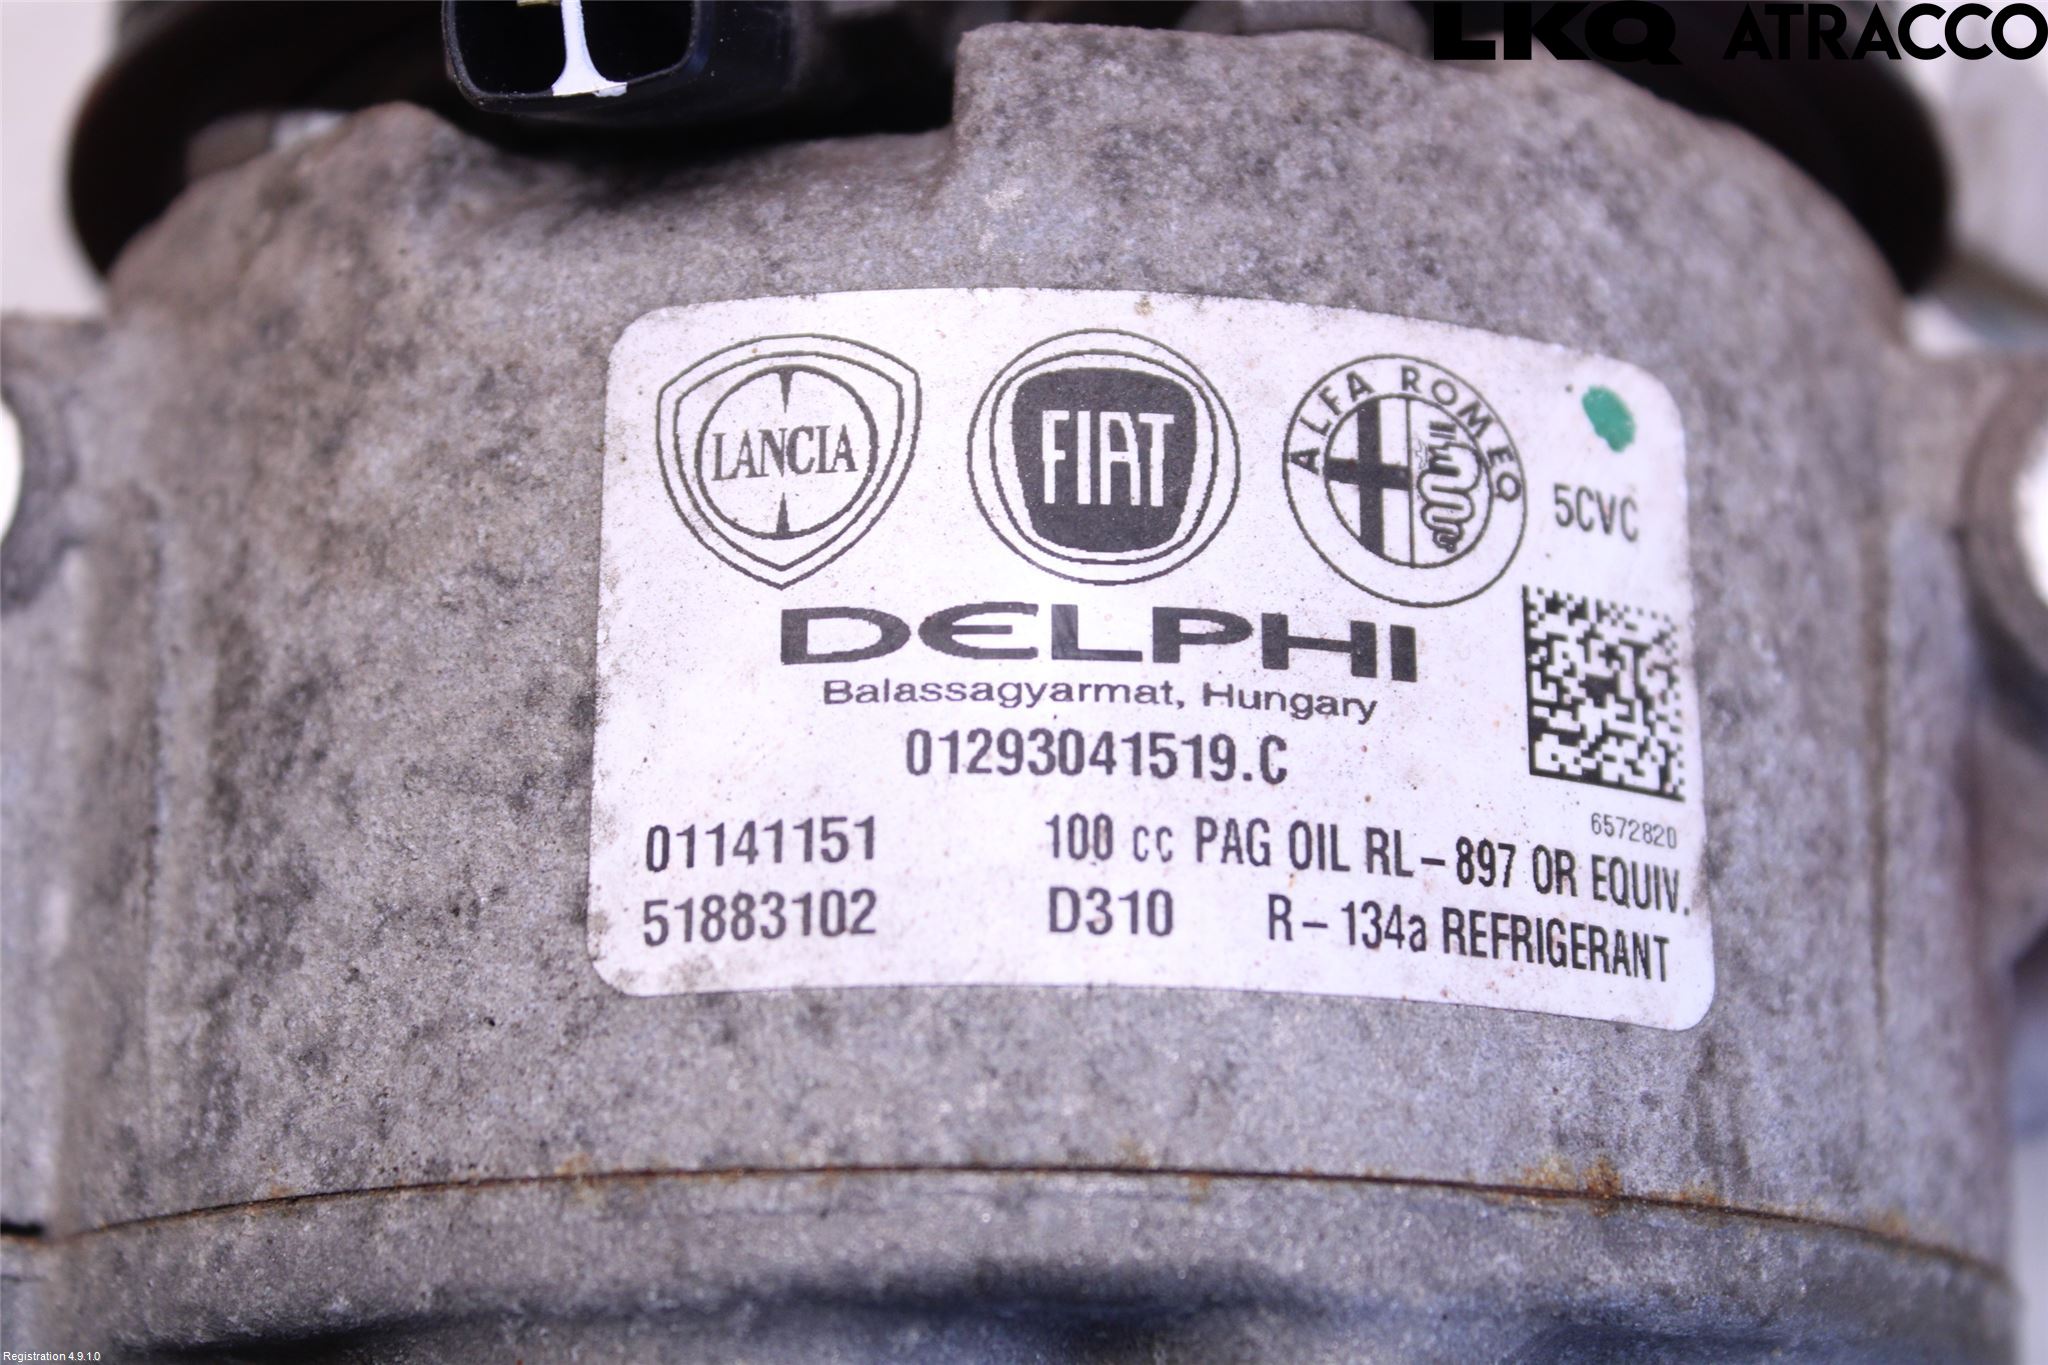 LKQ ATRACCO
LANCIA
FIAT
ALFA ROMEO
5CVC
DELPHI
Balassagyarmat, Hungary
01293041519.C
6572820
01141151 100 cc PAG OIL RL-897 OR EQUIV.
51883102 D310 R-134a REFRIGERANT
Registration 4.9.1.0